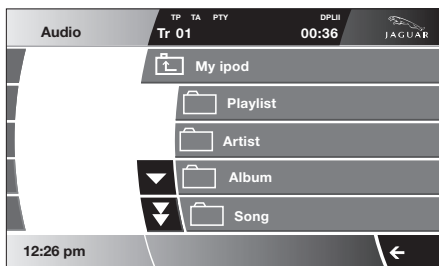 Audio
TP TA PTY DPLII
Tr 01 00:36
JAGUAR
My ipod
Playlist
Artist
Album
Song
12:26 pm